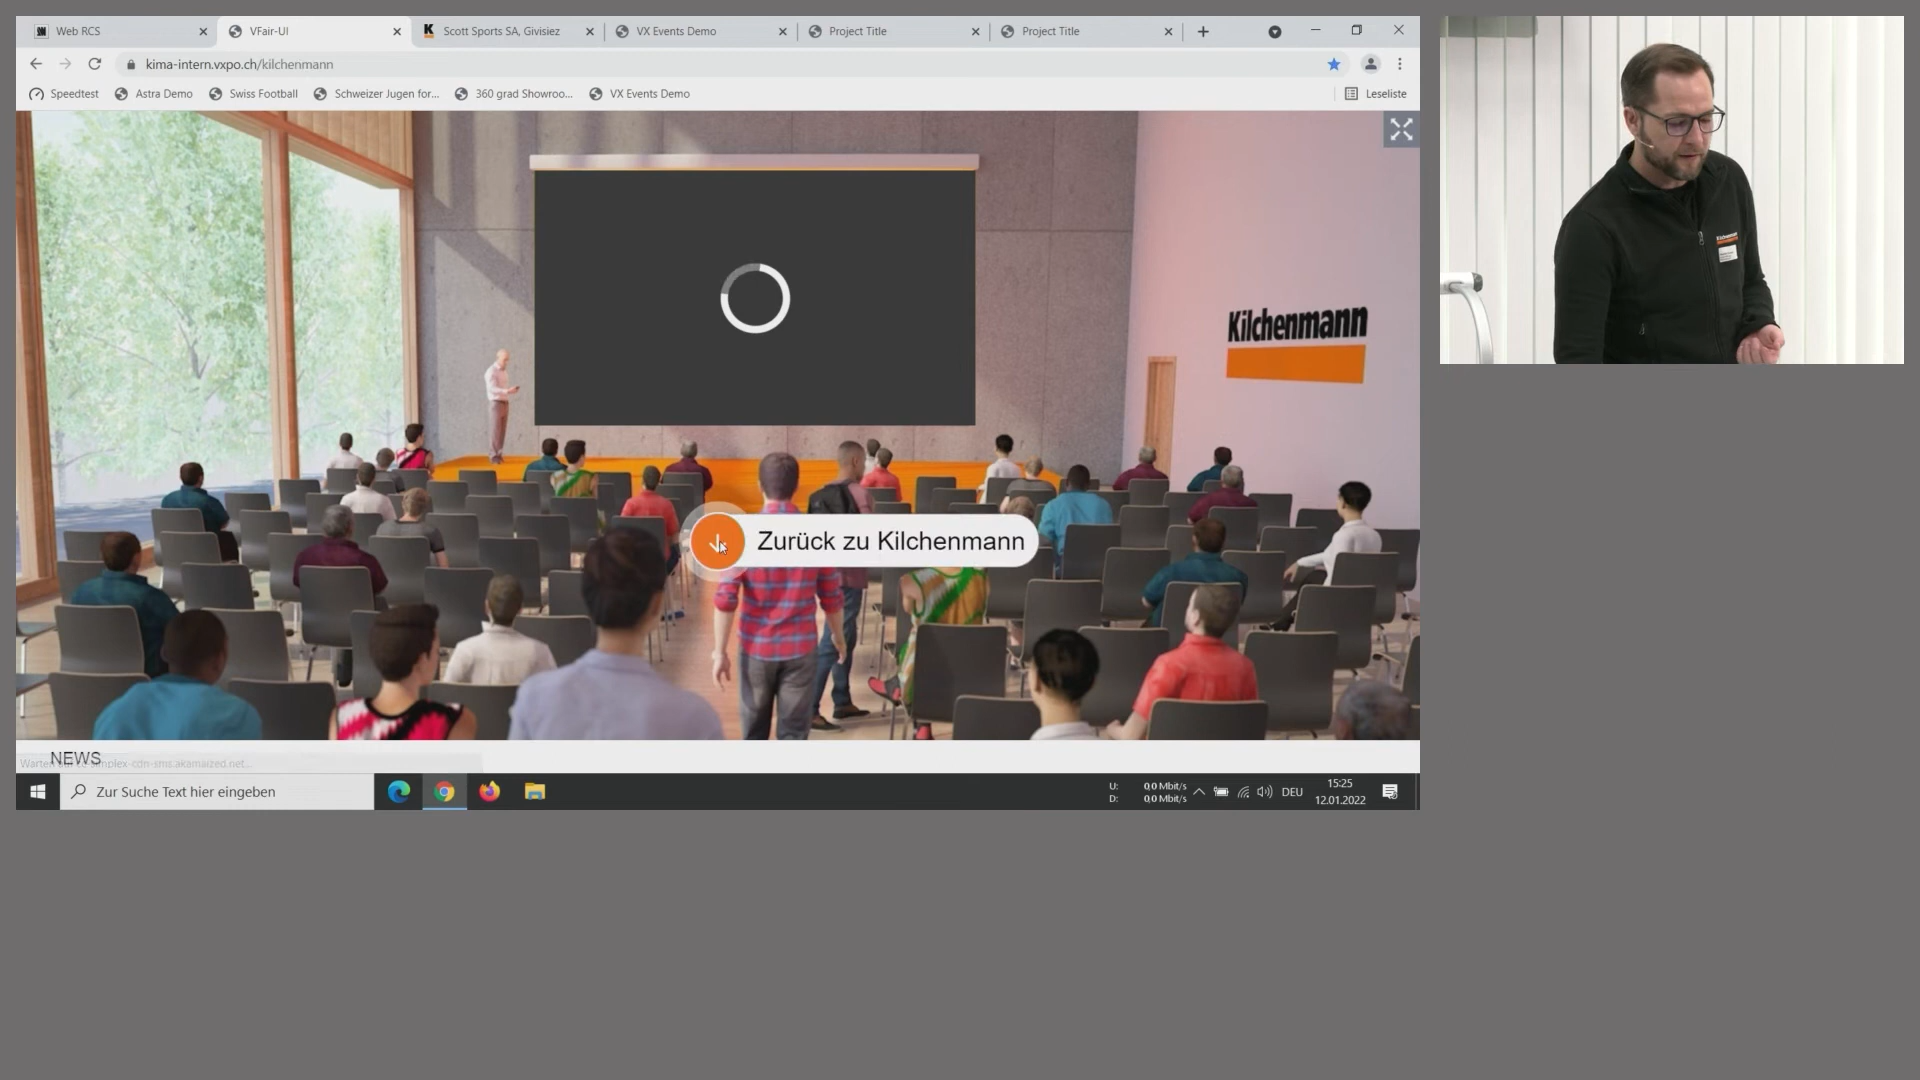 Web RCS
VFair-UI
Scott Sports SA, Givisiez
VX Events Demo
Project Title
Project Title
kima-intern.vxpo.ch/kilchenmann
Speedtest
Astra Demo
Swiss Football
Schweizer Jugen for...
360 grad Showroo...
VX Events Demo
Leseliste
Kilchenmann
Zurück zu Kilchenmann
NEWS
Zur Suche Text hier eingeben
U: 0,0 Mbit/s
D: 0,0 Mbit/s
DEU
15:25
12.01.2022